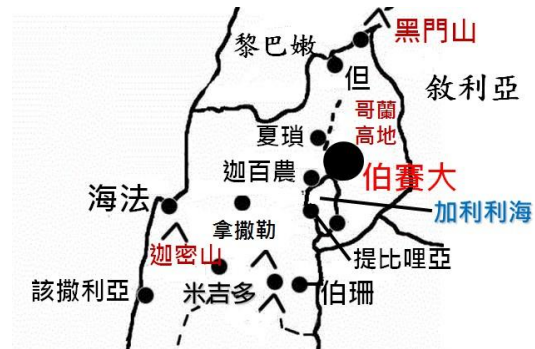 黑門山
黎巴嫩
但
敘利亞
哥蘭
高地
夏瑣
迦百農
伯賽大
海法
加利利海
拿撒勒
迦密山
提比哩亞
該撒利亞
米吉多
伯珊